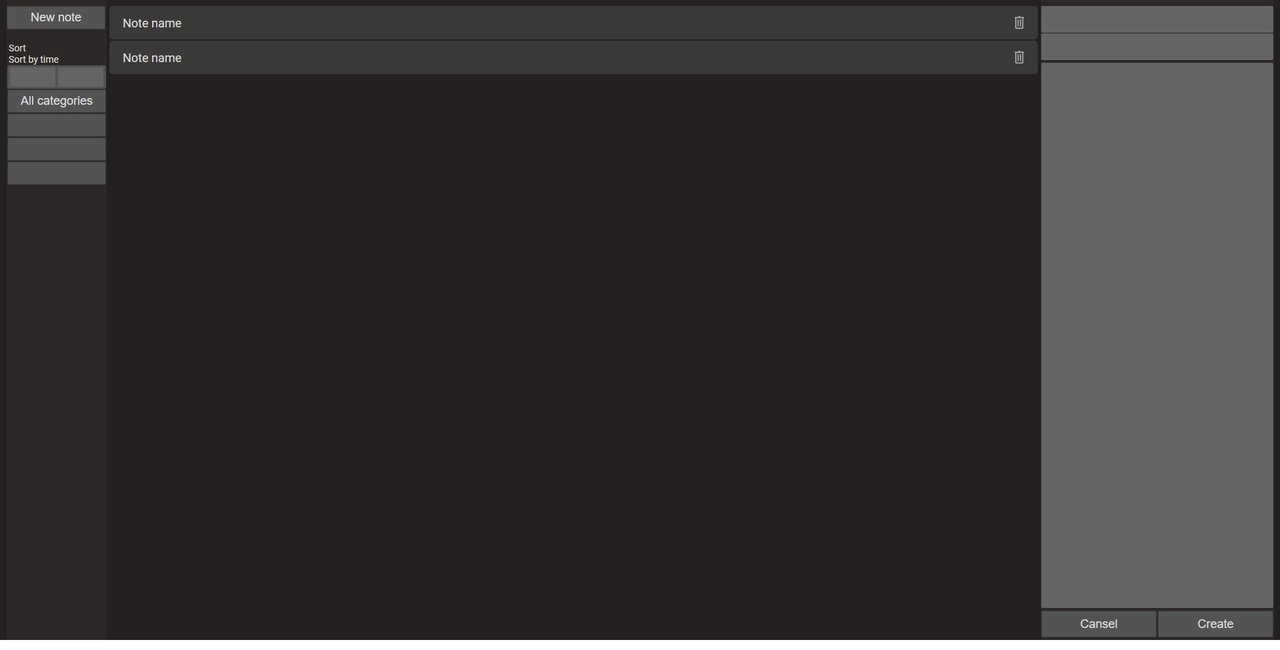 New note
Sort
Sort by time
All categories
Note name
Note name
Cansel
Create